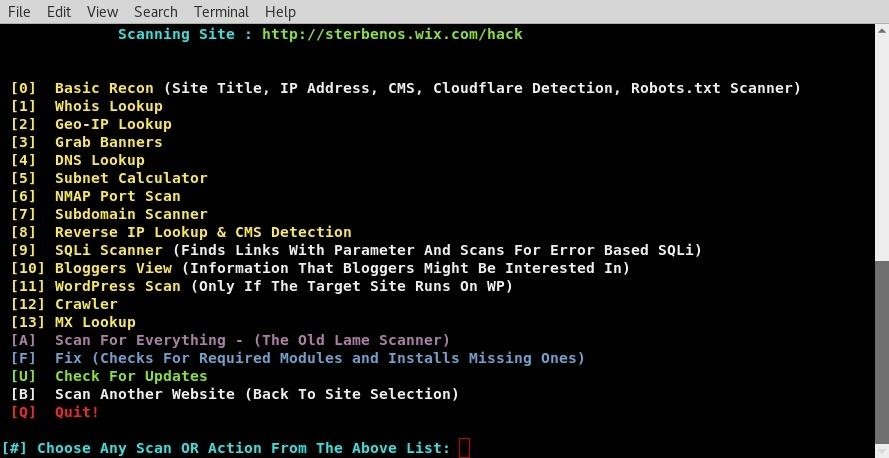 File Edit View Search Terminal Help
Scanning Site : http://sterbenos.wix.com/hack
[0] Basic Recon (Site Title, IP Address, CMS, Cloudflare Detection, Robots.txt Scanner)
[1] Whois Lookup
[2] Geo-IP Lookup
[3] Grab Banners
[4] DNS Lookup
[5] Subnet Calculator
[6] NMAP Port Scan
[7] Subdomain Scanner
[8] Reverse IP Lookup & CMS Detection
[9] SQLi Scanner (Finds Links With Parameter And Scans For Error Based SQLi)
[10] Bloggers View (Information That Bloggers Might Be Interested In)
[11] WordPress Scan (Only If The Target Site Runs On WP)
[12] Crawler
[13] MX Lookup
[A] Scan For Everything - (The Old Lame Scanner)
[F] Fix (Checks For Required Modules and Installs Missing Ones)
[U] Check For Updates
[B] Scan Another Website (Back To Site Selection)
[Q] Quit!
[#] Choose Any Scan OR Action From The Above List: